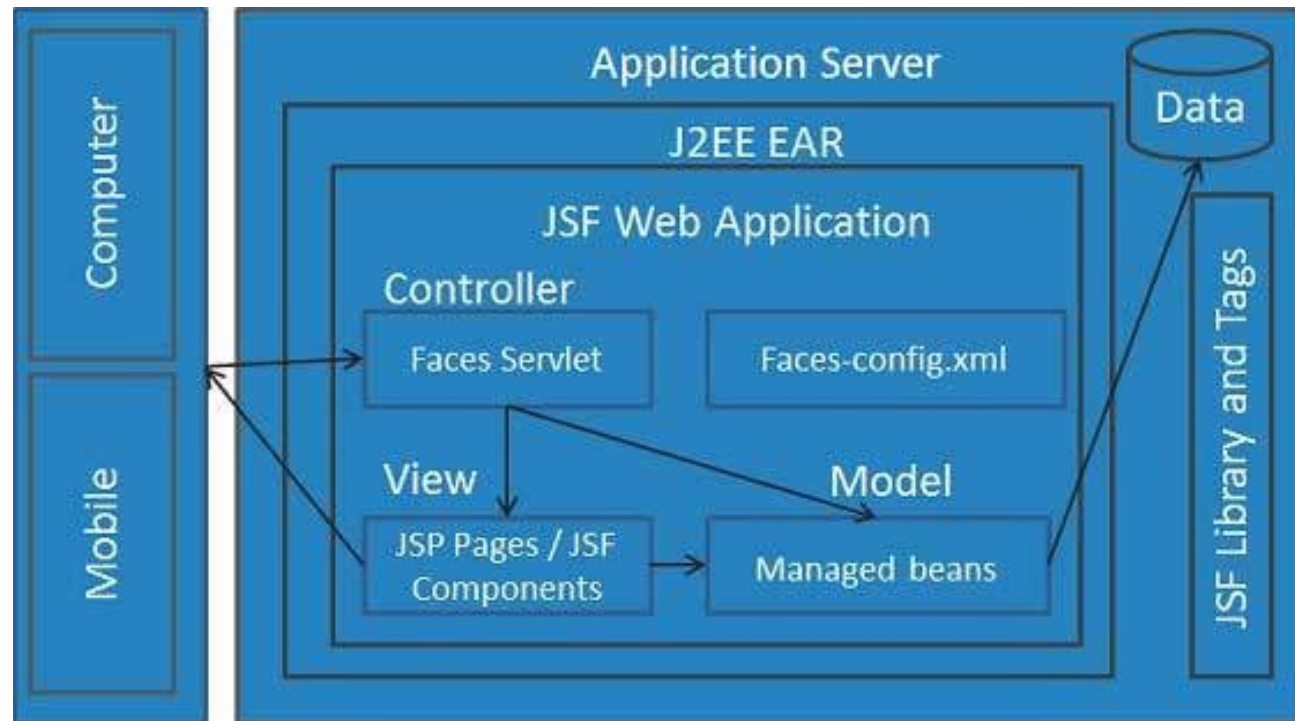 Computer
Mobile
Application Server
Data
J2EE EAR
JSF Web Application
Controller
Faces Servlet
Faces-config.xml
View
Model
JSP Pages / JSF
Components
Managed beans
JSF Library and Tags